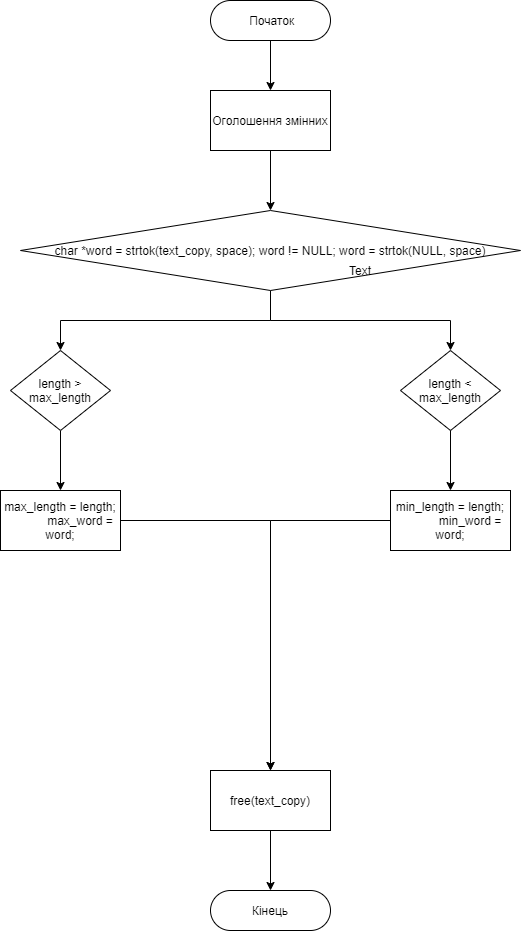 Початок
Оголошення змінних
char *word = strtok(text_copy, space); word != NULL; word = strtok(NULL, space)
Text
length >
max_length
length <
max_length
max_length = length;
max_word =
word;
min_length = length;
min_word =
word;
free(text_copy)
Кінець